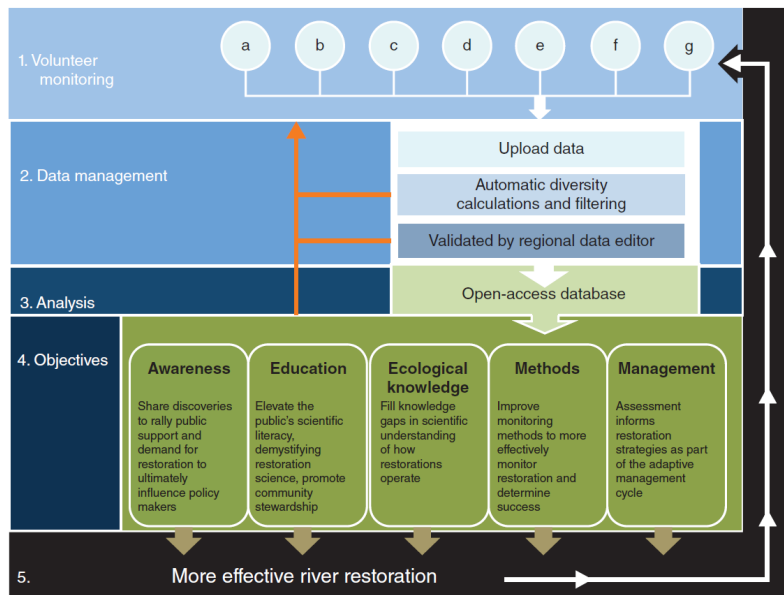 1. Volunteer
monitoring
a
b
c
d
e
f
g
2. Data management
Upload data
Automatic diversity
calculations and filtering
Validated by regional data editor
3. Analysis
Open-access database
4. Objectives
Awareness
Share discoveries
to rally public
support and
demand for
restoration to
ultimately
influence policy
makers
Education
Elevate the
public's scientific
literacy,
demystifying
restoration
science, promote
community
stewardship
Ecological
knowledge
Fill knowledge
gaps in scientific
understanding
of how
restorations
operate
Methods
Improve
monitoring
methods to more
effectively
monitor
restoration and
determine
success
Management
Assessment
informs
restoration
strategies as part
of the adaptive
management
cycle
5.
More effective river restoration